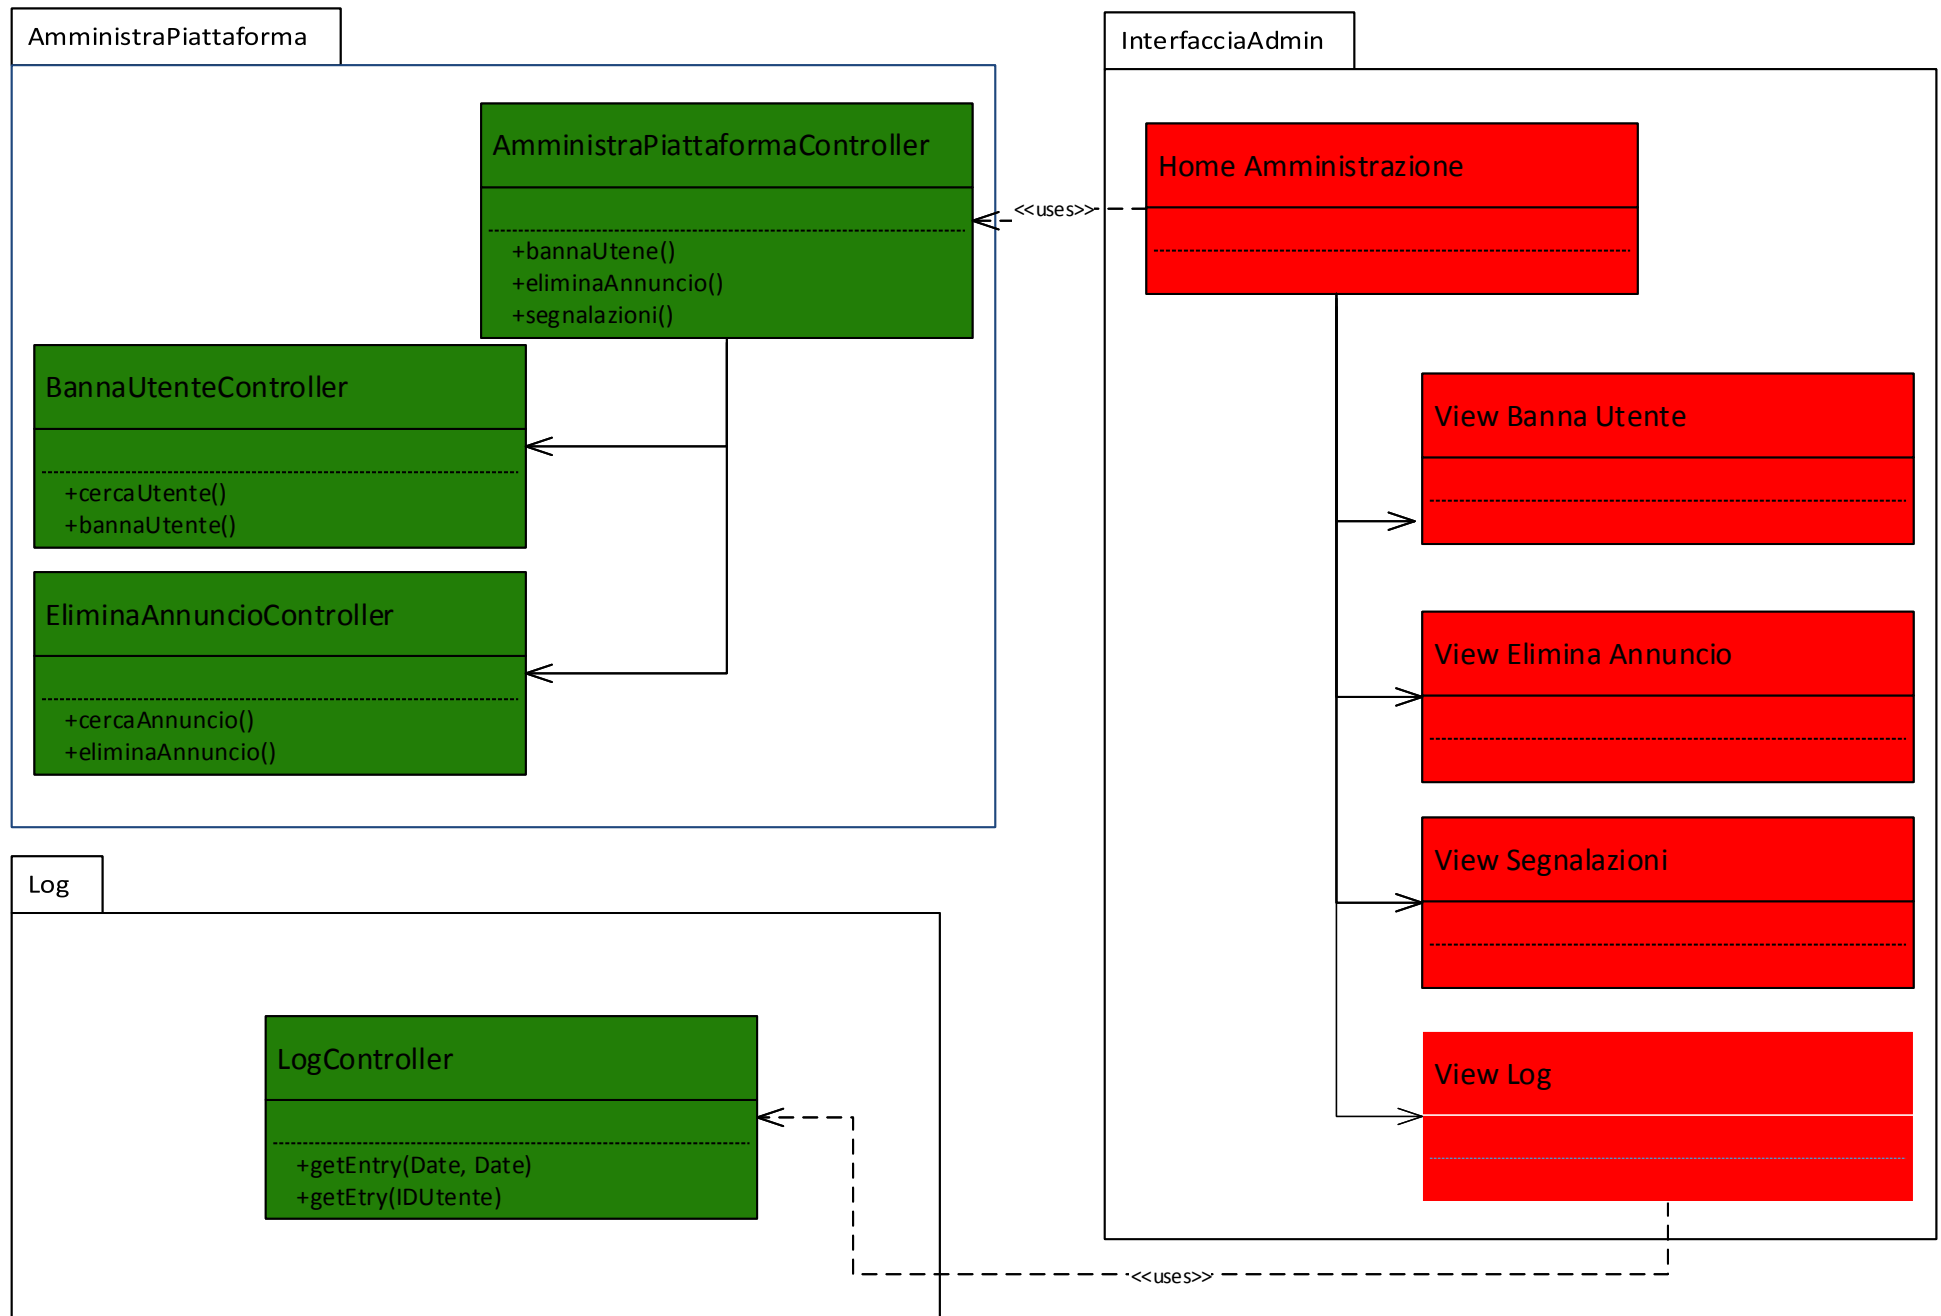 AmministraPiattaforma
AmministraPiattaformaController
+bannaUtene()
+eliminaAnnuncio()
+segnalazioni()
BannaUtenteController
+cercaUtente()
+bannaUtente()
EliminaAnnuncioController
+cercaAnnuncio()
+eliminaAnnuncio()
<<uses>>
InterfacciaAdmin
Home Amministrazione
View Banna Utente
View Elimina Annuncio
View Segnalazioni
View Log
Log
LogController
+getEntry(Date, Date)
+getEtry(IDUtente)
<<uses>>